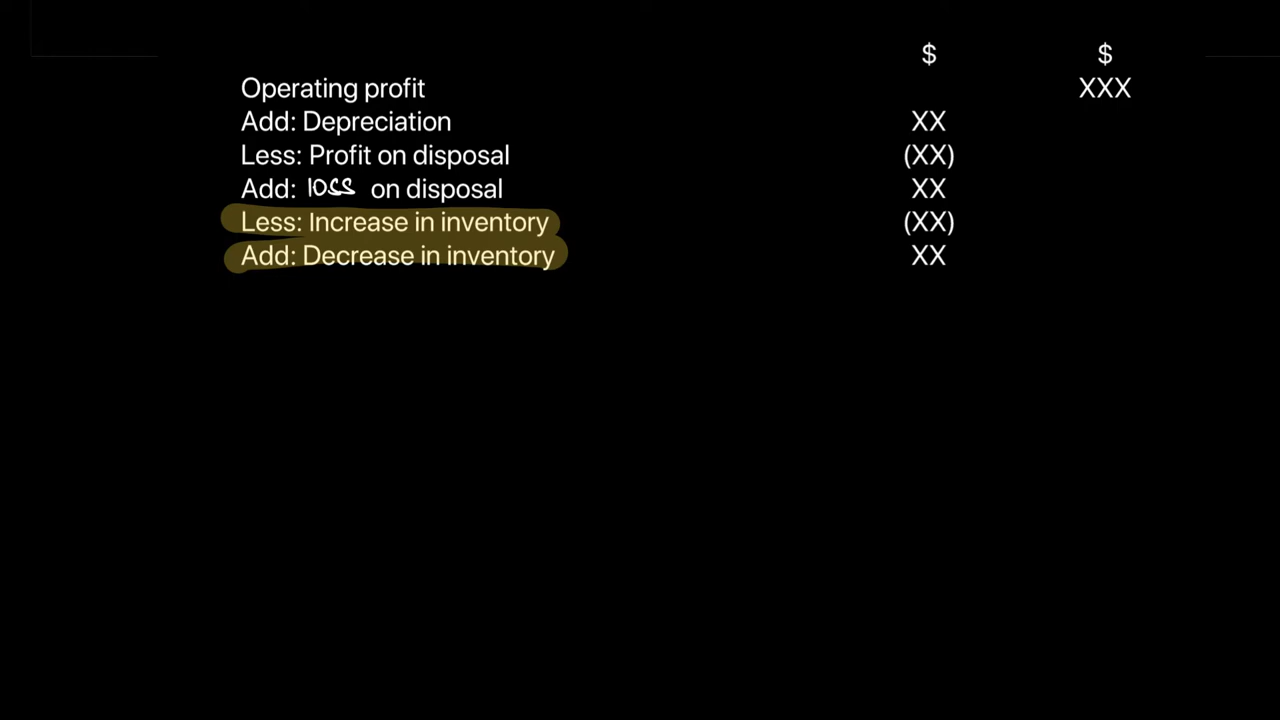 $ $
Operating profit XXX
Add: Depreciation XX
Less: Profit on disposal (XX)
Add: loss on disposal XX
Less: Increase in inventory (XX)
Add: Decrease in inventory XX